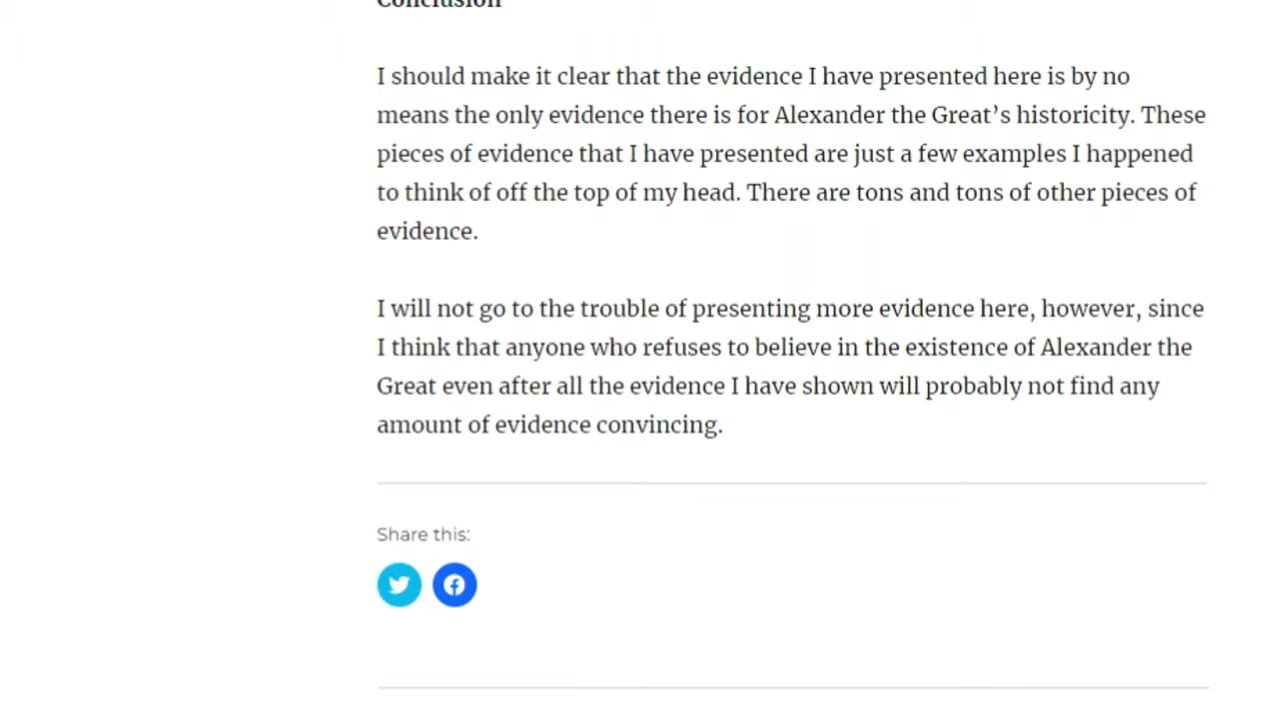 Conclusion
I should make it clear that the evidence I have presented here is by no
means the only evidence there is for Alexander the Great’s historicity. These
pieces of evidence that I have presented are just a few examples I happened
to think of off the top of my head. There are tons and tons of other pieces of
evidence.
I will not go to the trouble of presenting more evidence here, however, since
I think that anyone who refuses to believe in the existence of Alexander the
Great even after all the evidence I have shown will probably not find any
amount of evidence convincing.
Share this: